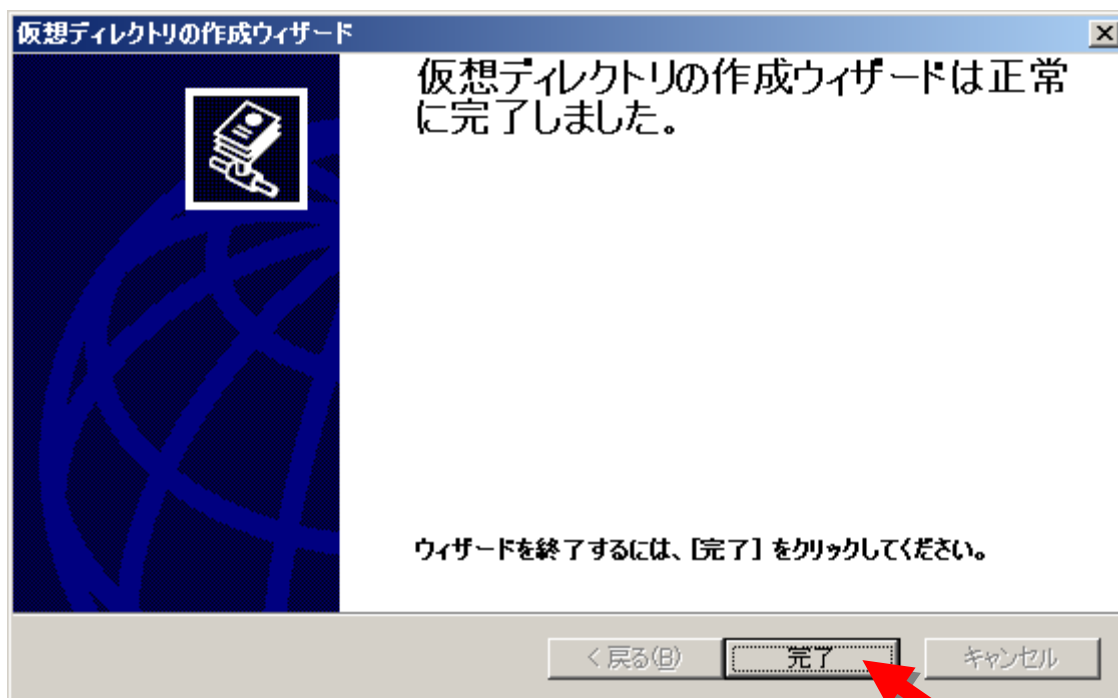 仮想ディレクトリの作成ウィザード
仮想ディレクトリの作成ウィザードは正常
に完了しました。
ウィザードを終了するには、[完了] をクリックしてください。
< 戻る(B) 完了 キャンセル